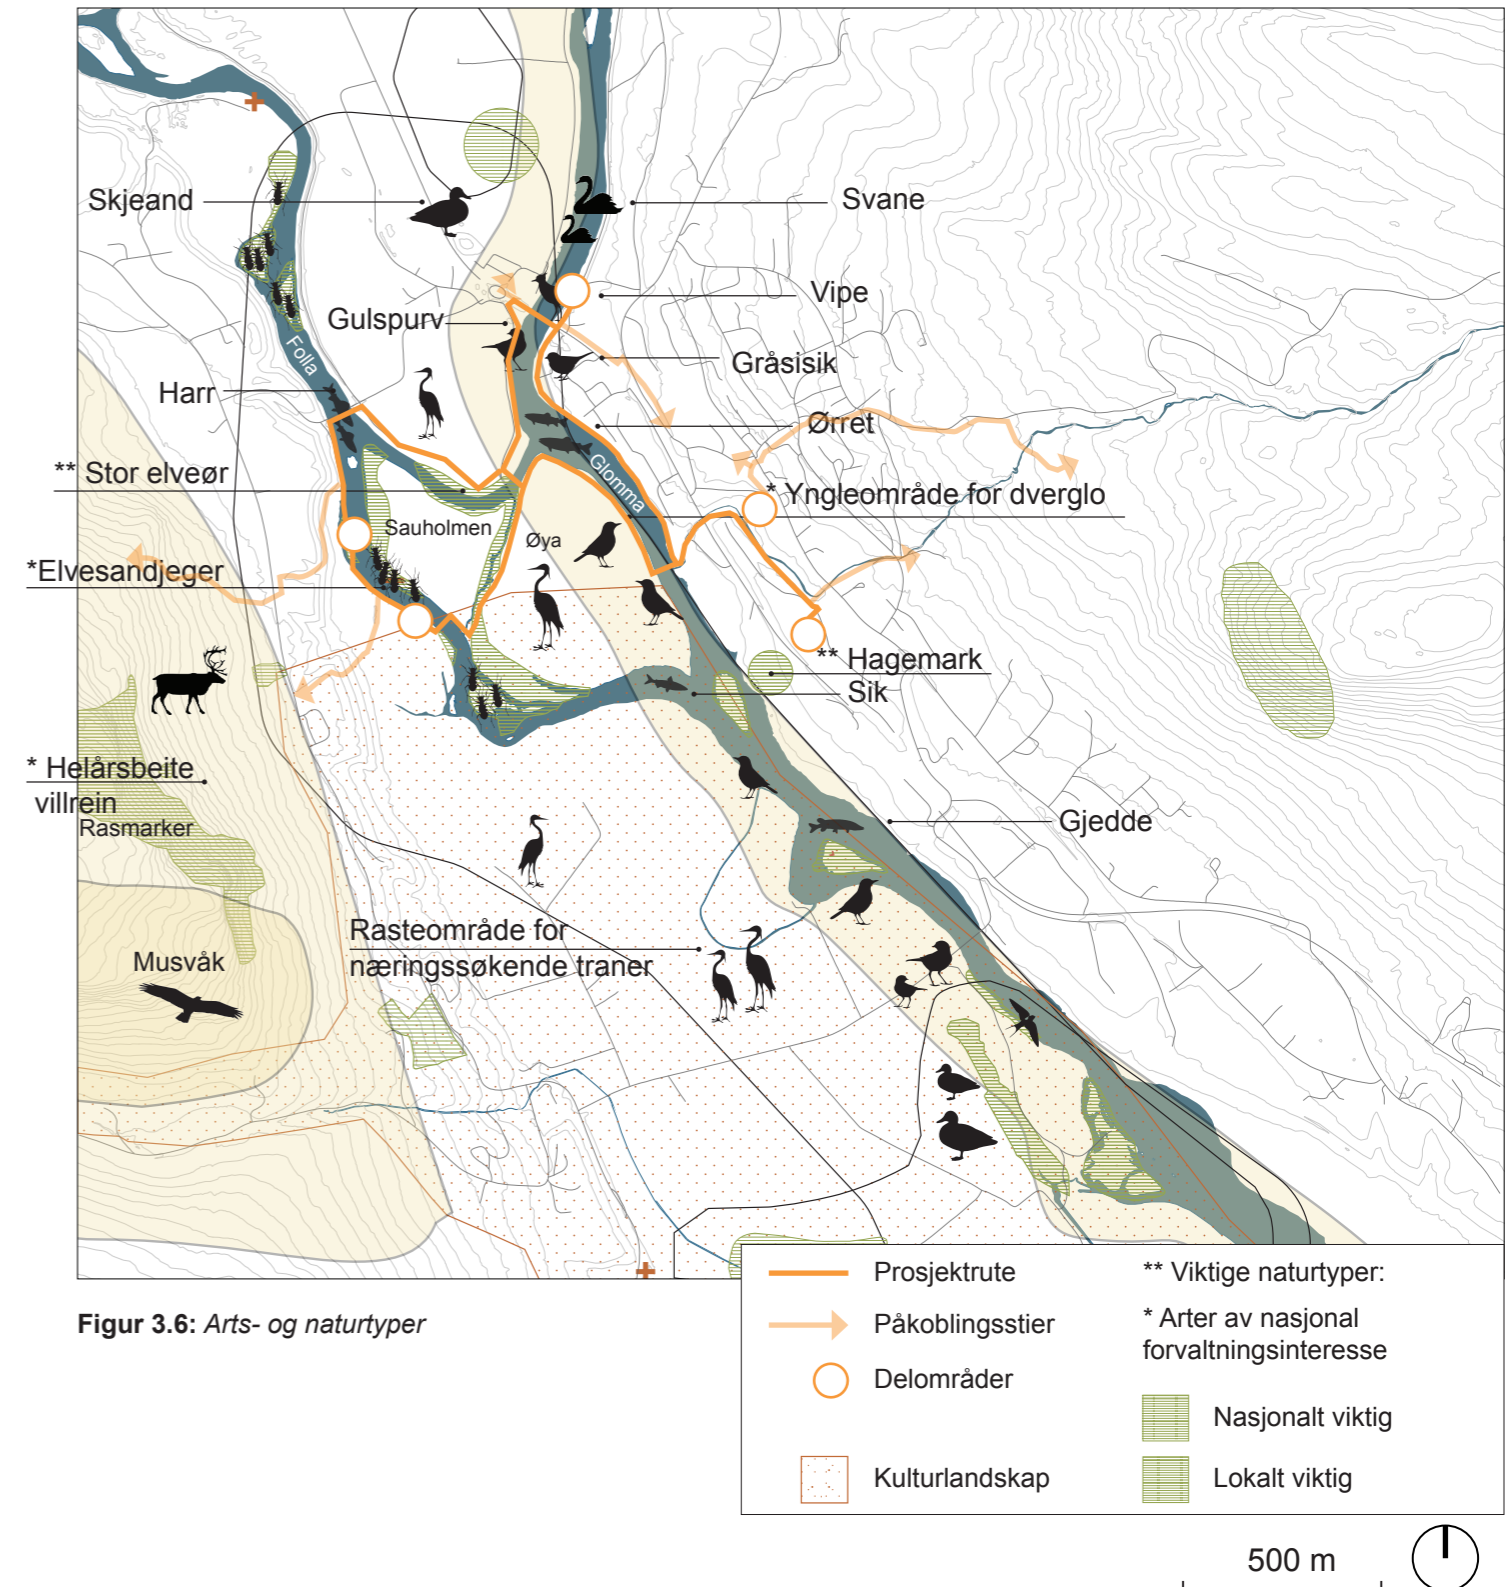 Skjeand
Svane
Vipe
Gulspurv
Gråsisik
Folla
Harr
Ørret
Glomma
** Stor elveør
* Yngleområde for dverglo
Sauholmen
Øya
*Elvesandjeger
** Hagemark
Sik
* Helårsbeite
villrein
Rasmarker
Gjedde
Rasteområde for
næringssøkende traner
Musvåk
Prosjektrute
** Viktige naturtyper:
Påkoblingsstier
* Arter av nasjonal
forvaltningsinteresse
Delområder
Nasjonalt viktig
Kulturlandskap
Lokalt viktig
Figur 3.6: Arts- og naturtyper
500 m